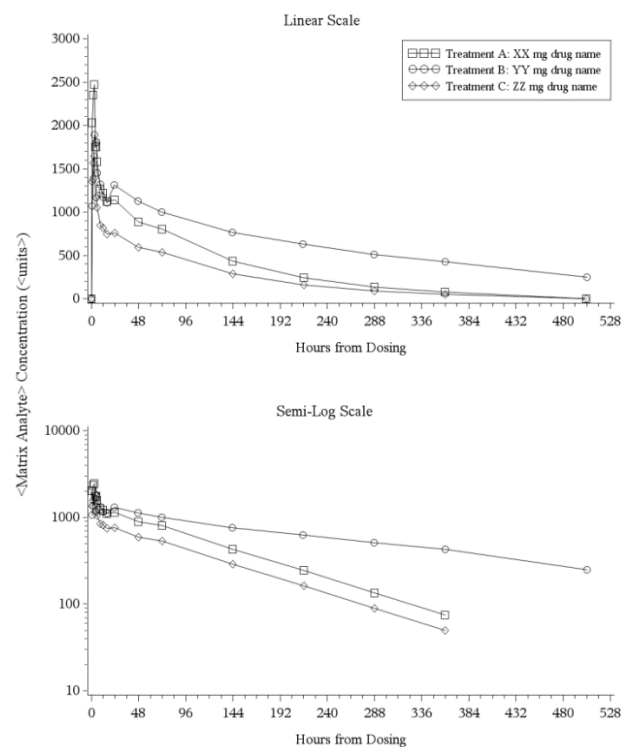 Linear Scale
3000
2500
2000
1500
1000
500
0
Treatment A: XX mg drug name
Treatment B: YY mg drug name
Treatment C: ZZ mg drug name
0 48 96 144 192 240 288 336 384 432 480 528
Hours from Dosing
<Matrix Analyte> Concentration (<units>)
Semi-Log Scale
10000
1000
100
10
0 48 96 144 192 240 288 336 384 432 480 528
Hours from Dosing